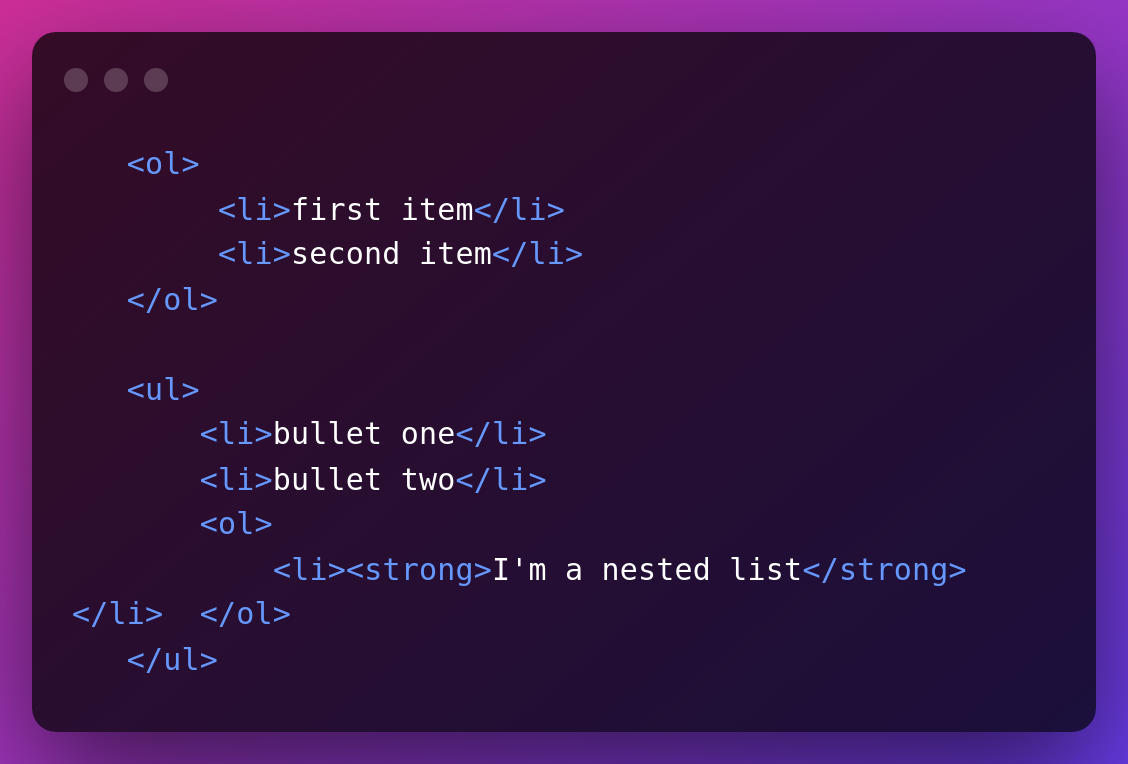 <ol>
<li>first item</li>
<li>second item</li>
</ol>
<ul>
<li>bullet one</li>
<li>bullet two</li>
<ol>
<li><strong>I'm a nested list</strong>
</li>  </ol>
</ul>